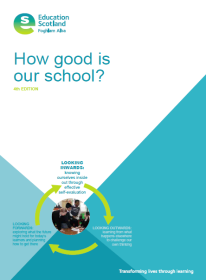 Education
Scotland
Foghlam Alba
How good is
our school?
4th EDITION
LOOKING
INWARDS:
knowing
ourselves inside
out through
effective
self-evaluation
LOOKING OUTWARDS:
learning from what
happens elsewhere
to challenge our
own thinking
LOOKING
FORWARDS:
exploring what the future
might hold for today's
learners and planning
how to get there
Transforming lives through learning